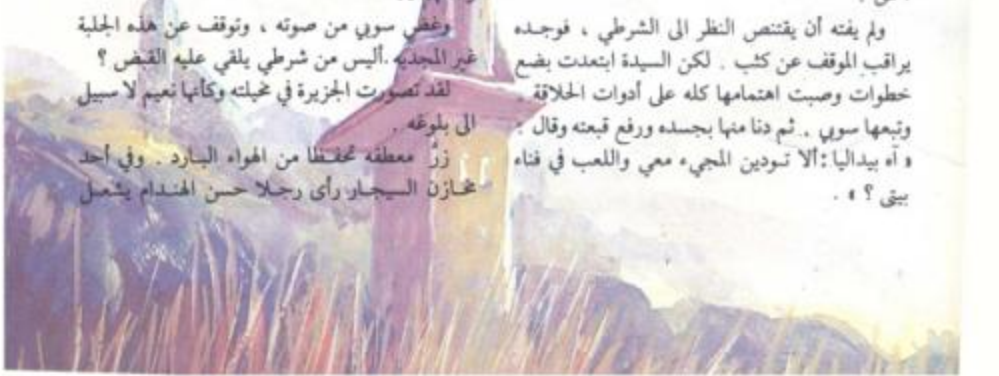 ولم يفته أن يقتنص النظر الى الشرطي ، فوجده
يراقب الموقف عن كثب . لكن السيدة ابتعدت بضع
خطوات وصبت اهتمامها كله على أدوات الحلاقة .
وتبعها سوبي . ثم دنا منها بجسده ورفع قبعته وقال :
« آه بيداليا : ألا تودين المجيء معي واللعب في فناء
بيتي ؟ » .
وغض سوبي من صوته ، وتوقف عن هذه الجلبة
غير المجديه . أليس من شرطي يلقي عليه القبض ؟
لقد تصورت الجزيرة في مخيلته وكأنها نعيم لا سبيل
الى بلوغه .
زرَّ معطفه تحفظا من الهواء البارد . وفي أحد
مخازن السيجار رأى رجلا حسن الهندام يشعل